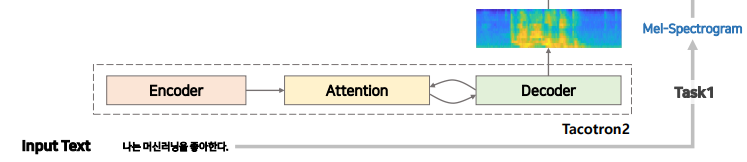 Mel-Spectrogram
Encoder
Attention
Decoder
Task1
Tacotron2
Input Text
나는 머신러닝을 좋아한다.